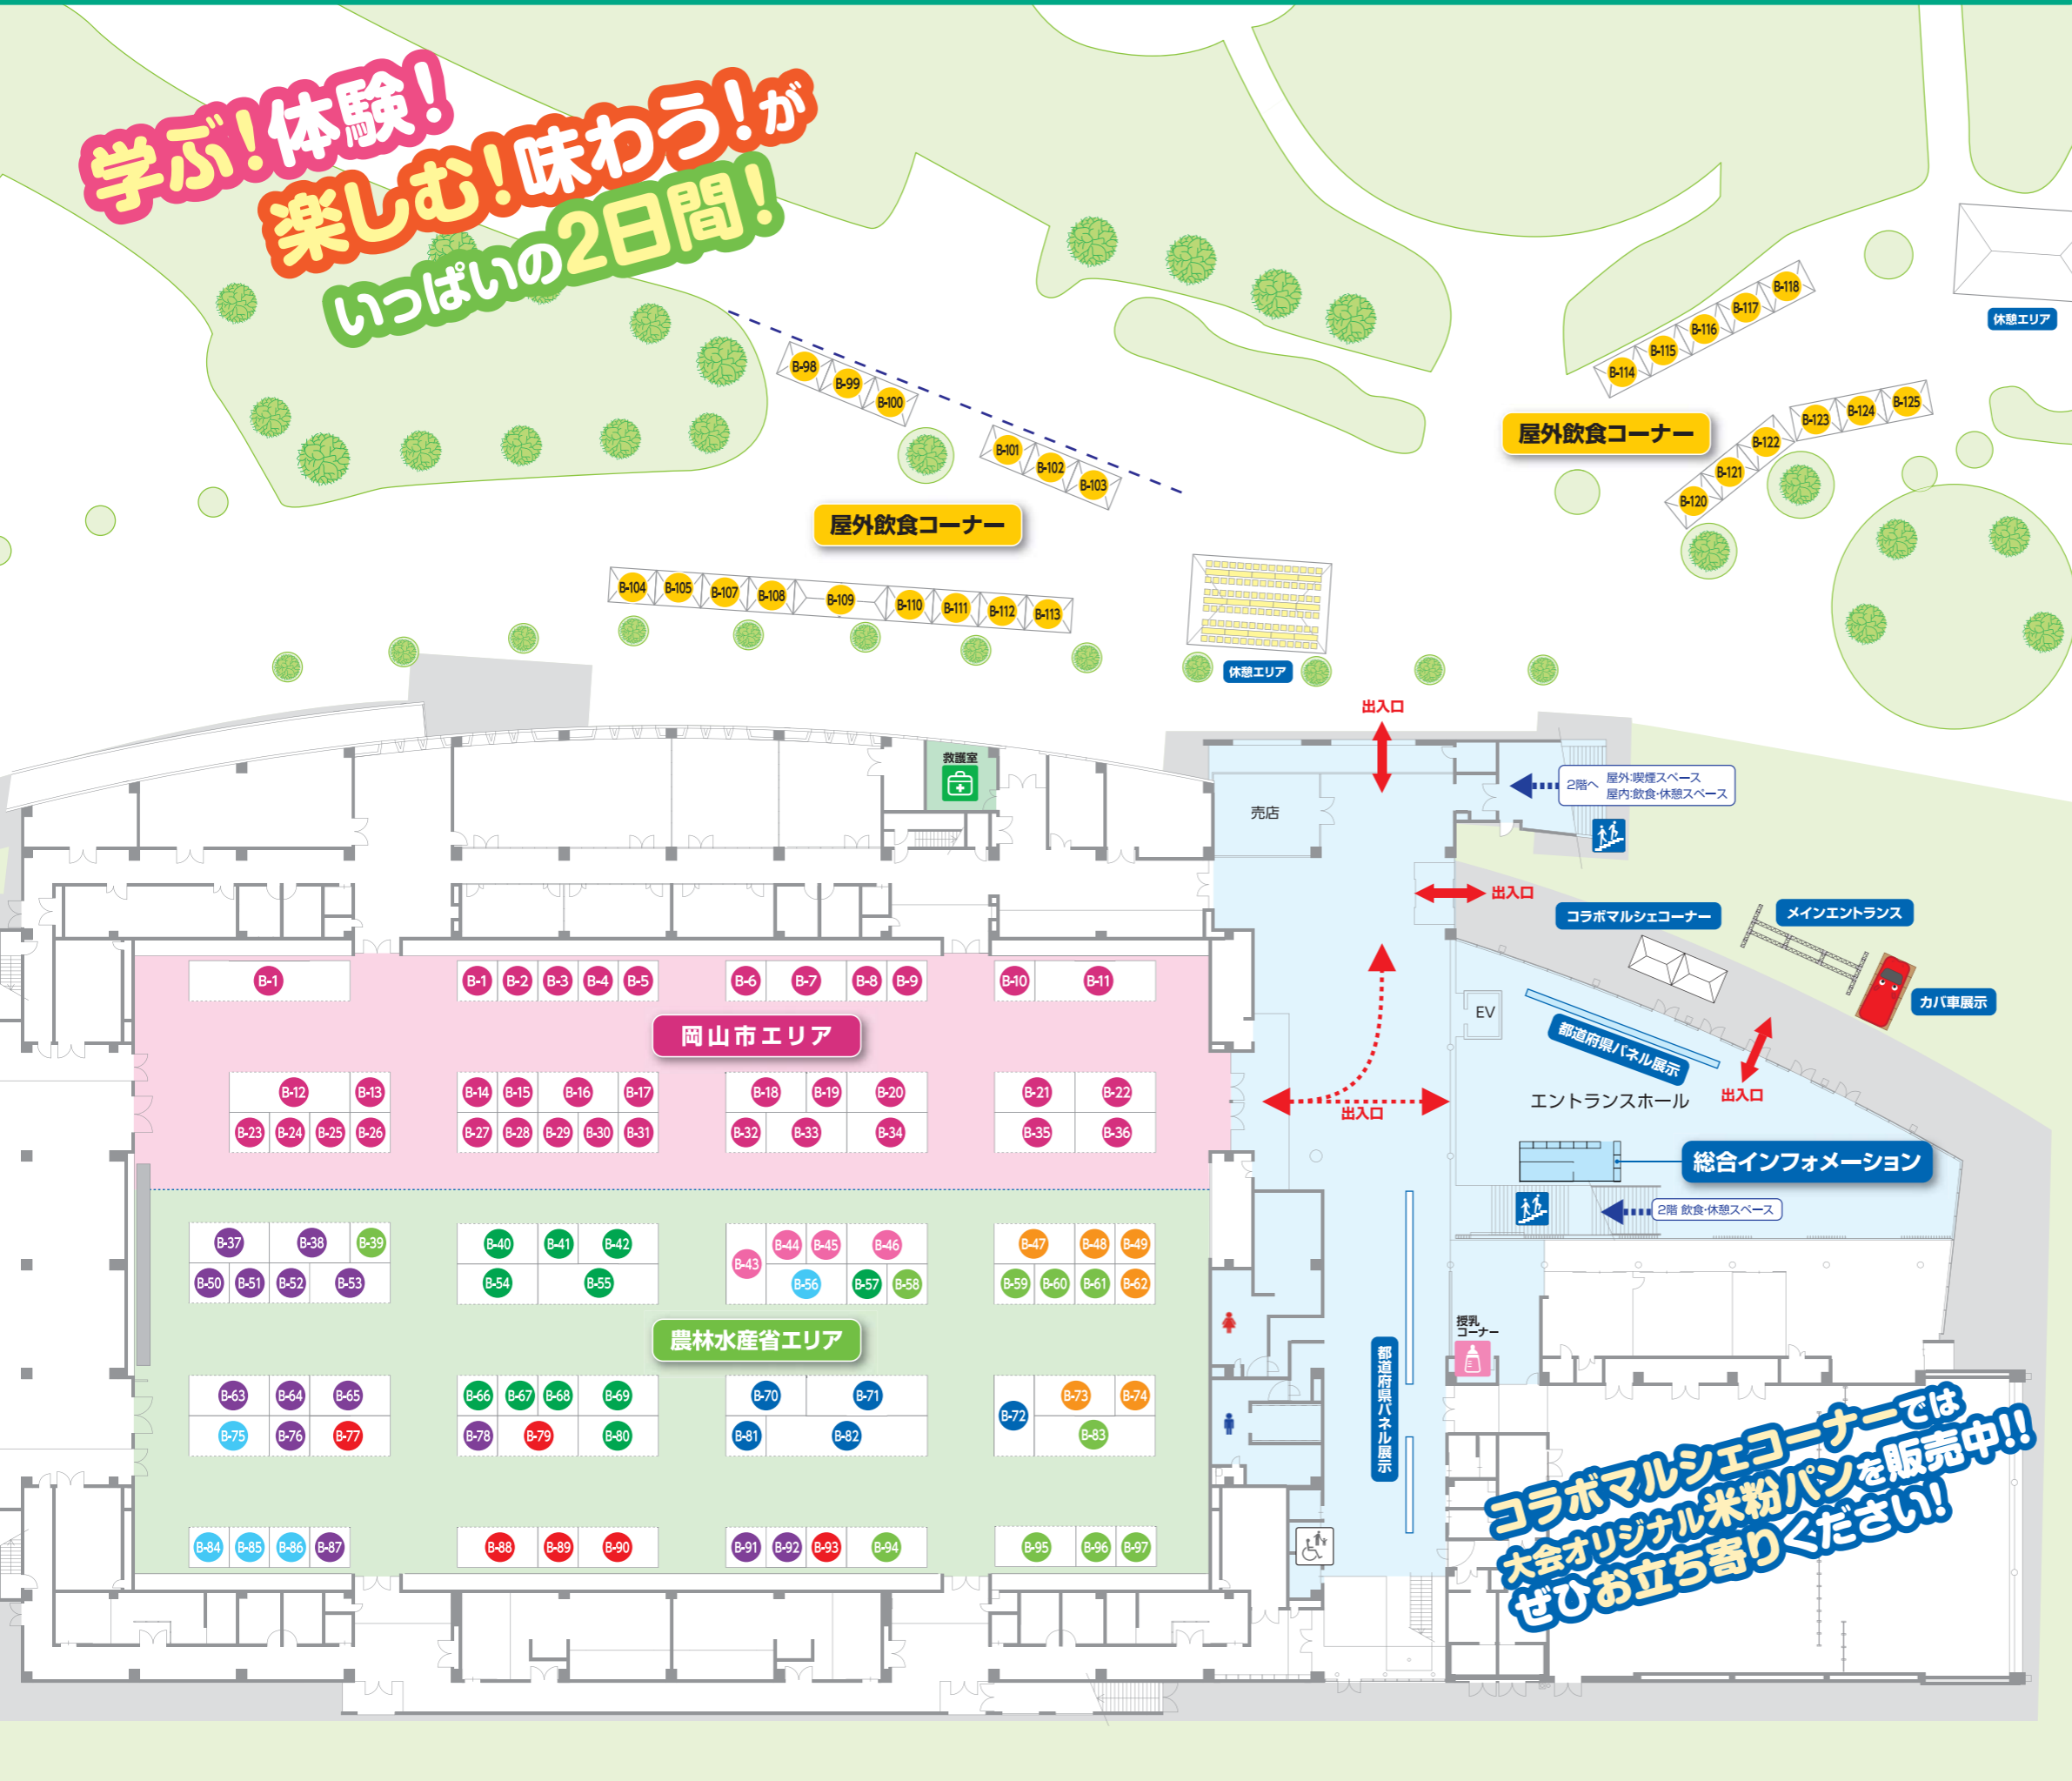 学ぶ!体験!
楽しむ!味わう!が
いっぱいの2日間!
B-98
B-99
B-100
B-101
B-102
B-103
屋外飲食コーナー
B-104
B-105
B-107
B-108
B-109
B-110
B-111
B-112
B-113
B-114
B-115
B-116
B-117
B-118
休憩エリア
屋外飲食コーナー
B-120
B-121
B-122
B-123
B-124
B-125
休憩エリア
出入口
救護室
売店
2階へ
屋外:喫煙スペース
屋内:飲食・休憩スペース
出入口
コラボマルシェコーナー
メインエントランス
カバ車展示
EV
都道府県パネル展示
出入口
エントランスホール
出入口
総合インフォメーション
2階 飲食・休憩スペース
B-1
B-1 B-2 B-3 B-4 B-5
B-6 B-7 B-8 B-9
B-10 B-11
岡山市エリア
B-12 B-13
B-14 B-15 B-16 B-17
B-18 B-19 B-20
B-21 B-22
B-23 B-24 B-25 B-26
B-27 B-28 B-29 B-30 B-31
B-32 B-33 B-34
B-35 B-36
B-37 B-38 B-39
B-40 B-41 B-42
B-43 B-44 B-45 B-46
B-47 B-48 B-49
B-50 B-51 B-52 B-53
B-54 B-55
B-56 B-57 B-58
B-59 B-60 B-61 B-62
農林水産省エリア
B-63 B-64 B-65
B-66 B-67 B-68 B-69
B-70 B-71
B-72 B-73 B-74
B-75 B-76 B-77
B-78 B-79 B-80
B-81 B-82
B-83
B-84 B-85 B-86 B-87
B-88 B-89 B-90
B-91 B-92 B-93 B-94
B-95 B-96 B-97
都道府県パネル展示
授乳
コーナー
コラボマルシェコーナーでは
大会オリジナル米粉パンを販売中!!
ぜひお立ち寄りください!